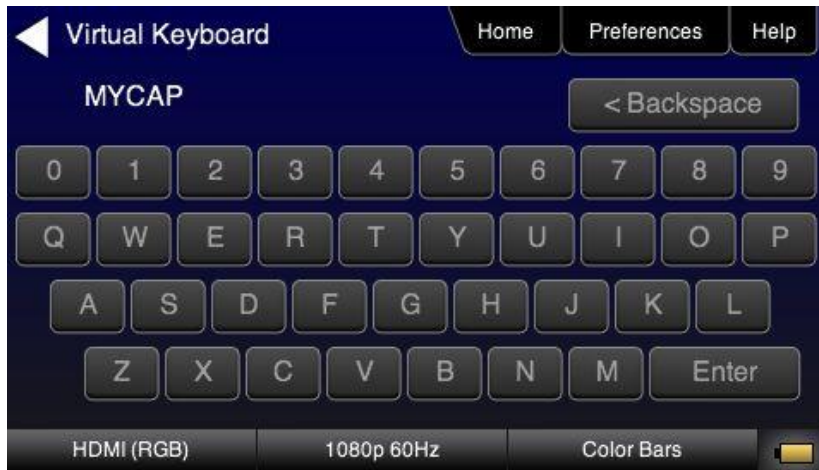 Virtual Keyboard Home Preferences Help
MYCAP < Backspace
0 1 2 3 4 5 6 7 8 9
Q W E R T Y U I O P
A S D F G H J K L
Z X C V B N M Enter
HDMI (RGB) 1080p 60Hz Color Bars